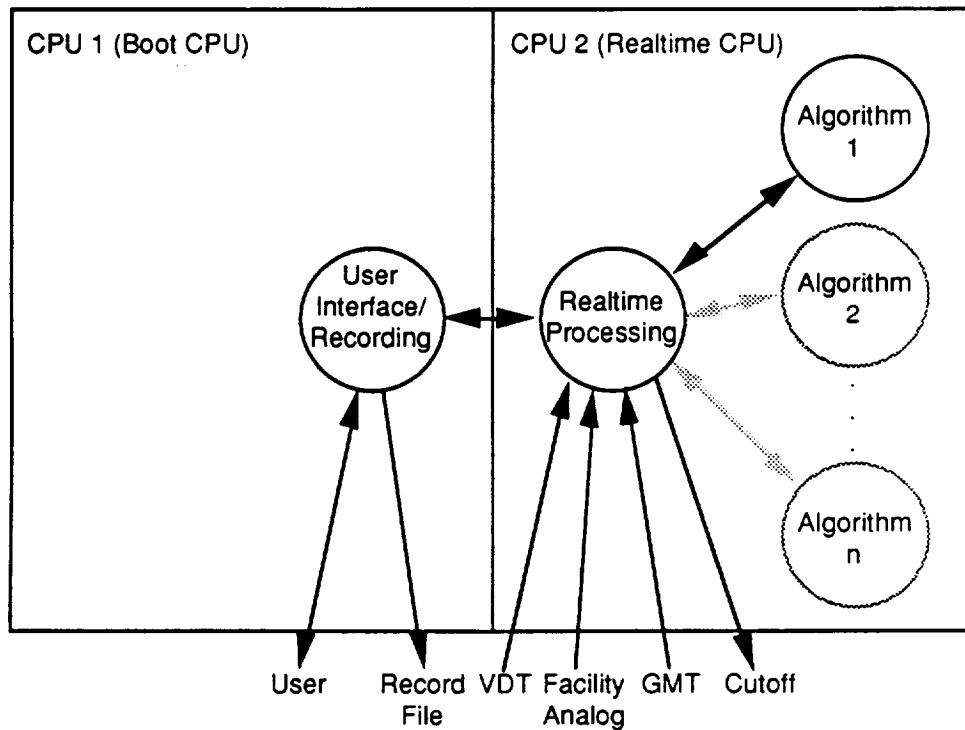 CPU 1 (Boot CPU)
CPU 2 (Realtime CPU)
Algorithm
1
User
Interface/
Recording
Realtime
Processing
Algorithm
2
Algorithm
n
User
Record
File
VDT
Facility
Analog
GMT
Cutoff